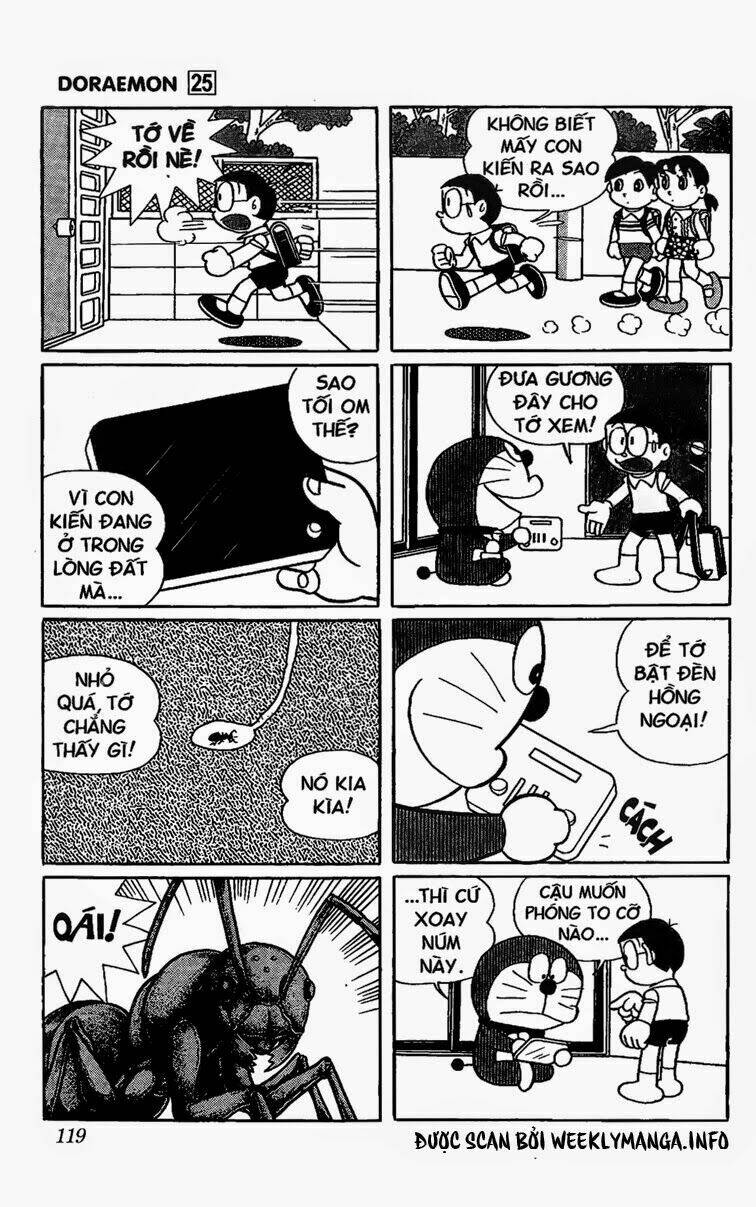 DORAEMON 25
KHÔNG BIẾT
MẤY CON
KIẾN RA SAO
RỒI...
TỚ VỀ
RỒI NÈ!
ĐƯA GƯƠNG
ĐÂY CHO
TỚ XEM!
SAO
TỐI OM
THẾ?
VÌ CON
KIẾN ĐANG
Ở TRONG
LÒNG ĐẤT
MÀ...
ĐỂ TỚ
BẬT ĐÈN
HỒNG
NGOẠI!
CÁCH
NHỎ
QUÁ, TỚ
CHẲNG
THẤY GÌ!
NÓ KIA
KÌA!
CẬU MUỐN
PHÓNG TO CỠ
NÀO...
...THÌ CỨ
XOAY
NÚM
NÀY.
QÁI!
119
ĐƯỢC SCAN BỞI WEEKLYMANGA.INFO